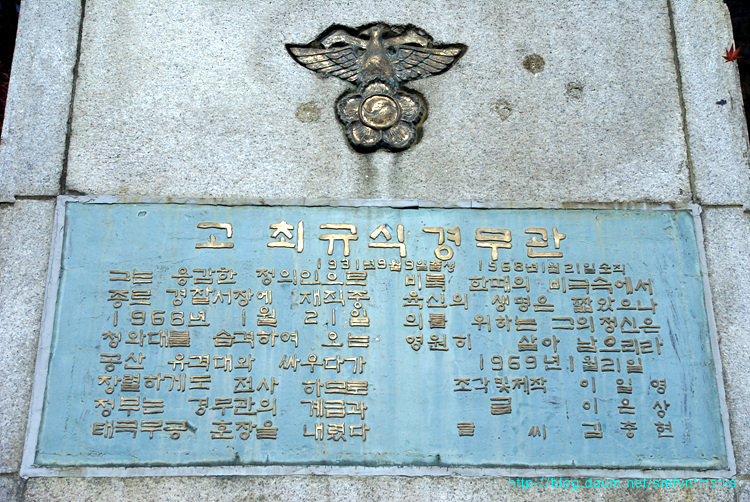 고 최규식경무관
1931년9월9일출생 1968년1월21일순직
그는 용감한 정의인으로
종로 경찰서장에 재직중
1968년 1월 21일
청와대를 습격하여 오는
공산 유격대와 싸우다가
장렬하게도 전사 하므로
정부는 경무관의 계급과
태극무공 훈장을 내렸다
비록 한때의 비극속에서
육신의 생명은 짧았으나
의를 위하는 그의정신은
영원히 살아 남으리라
1969년1월21일
조각및제작 이일영
글 이은상
글씨 김충현